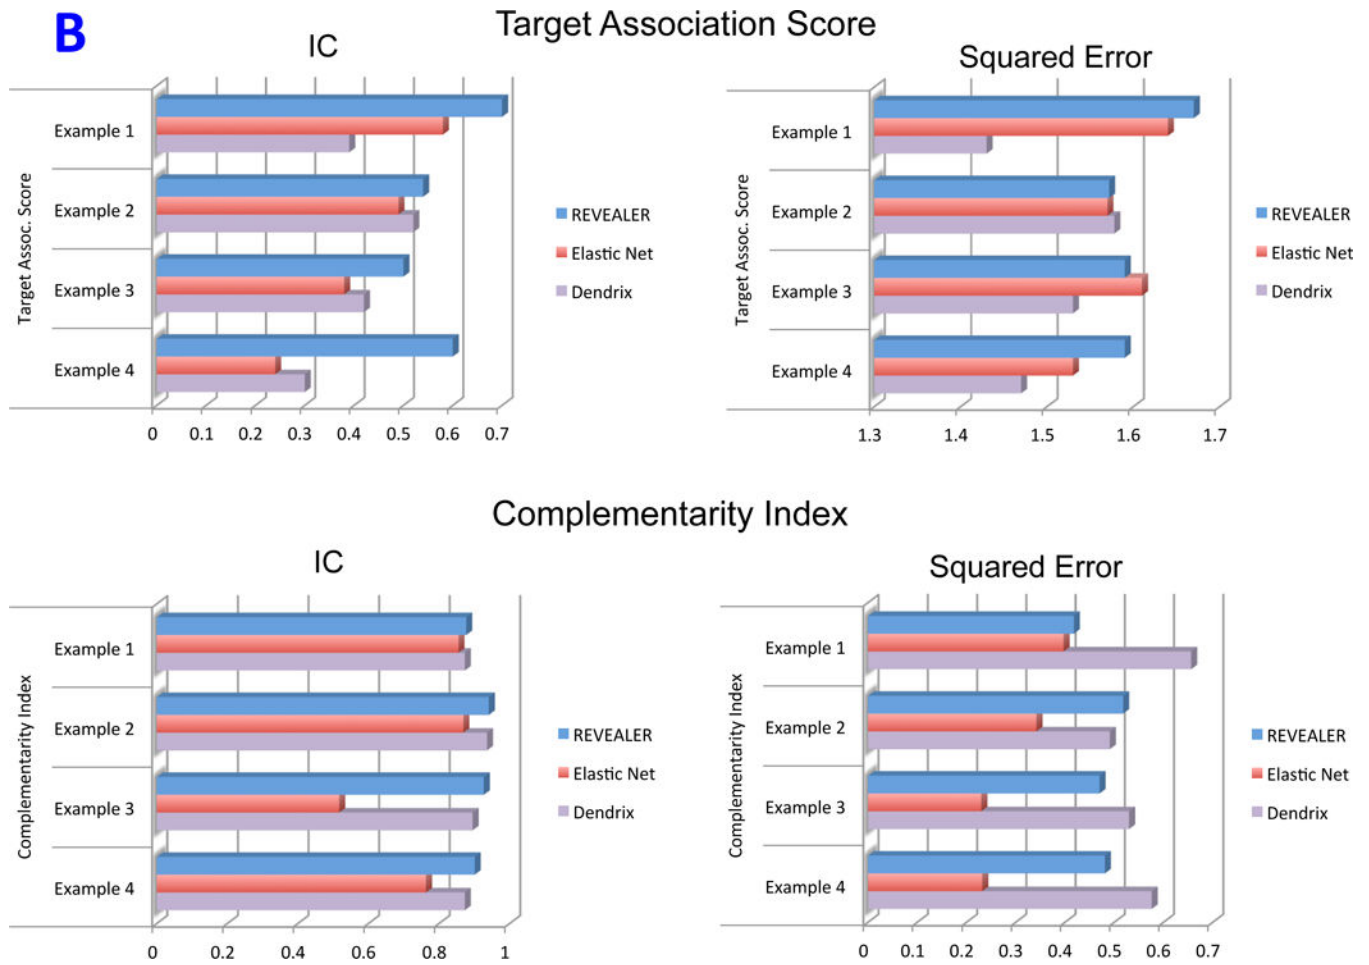 B
Target Association Score
IC
Target Assoc. Score
Example 1
Example 2
Example 3
Example 4
0 0.1 0.2 0.3 0.4 0.5 0.6 0.7
REVEALER
Elastic Net
Dendrix
Squared Error
Target Assoc. Score
Example 1
Example 2
Example 3
Example 4
1.3 1.4 1.5 1.6 1.7
REVEALER
Elastic Net
Dendrix
Complementarity Index
IC
Complementarity Index
Example 1
Example 2
Example 3
Example 4
0 0.2 0.4 0.6 0.8 1
REVEALER
Elastic Net
Dendrix
Squared Error
Complementarity Index
Example 1
Example 2
Example 3
Example 4
0 0.1 0.2 0.3 0.4 0.5 0.6 0.7
REVEALER
Elastic Net
Dendrix